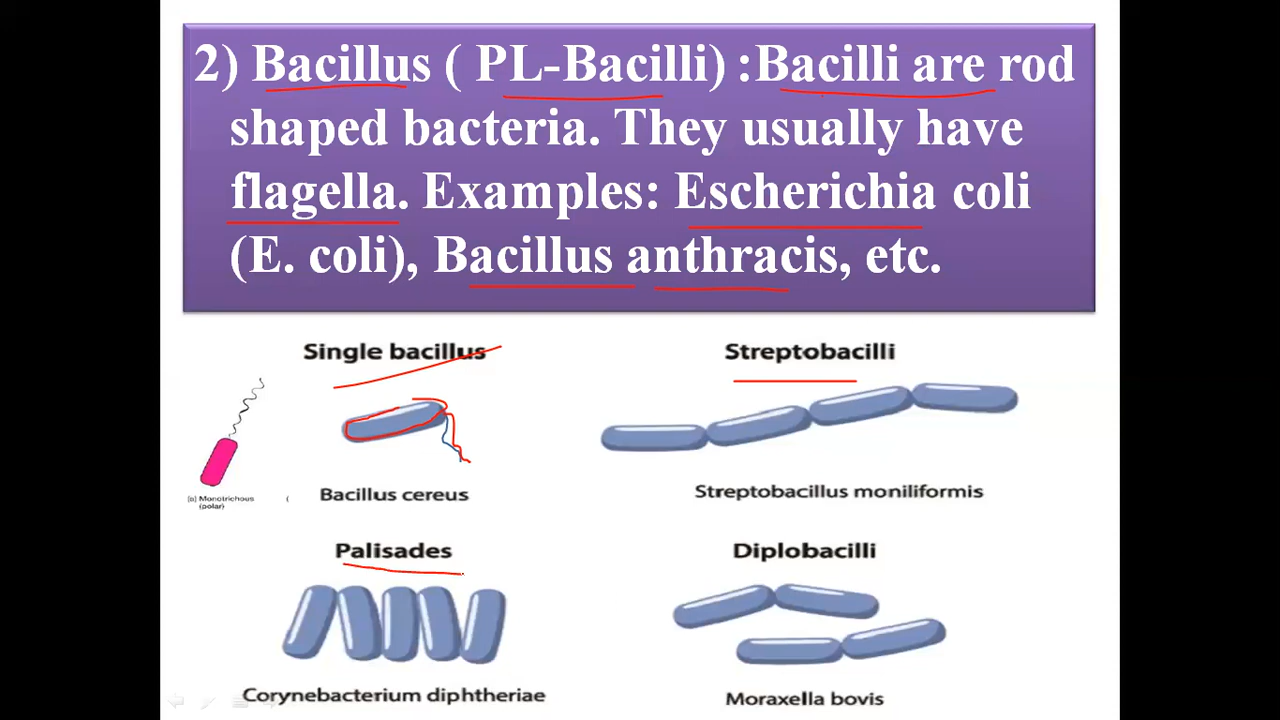 2) Bacillus ( PL-Bacilli) :Bacilli are rod
shaped bacteria. They usually have
flagella. Examples: Escherichia coli
(E. coli), Bacillus anthracis, etc.
Single bacillus
Streptobacilli
(a) Monotrichous
(polar)
(
Bacillus cereus
Streptobacillus moniliformis
Palisades
Diplobacilli
Corynebacterium diphtheriae
Moraxella bovis